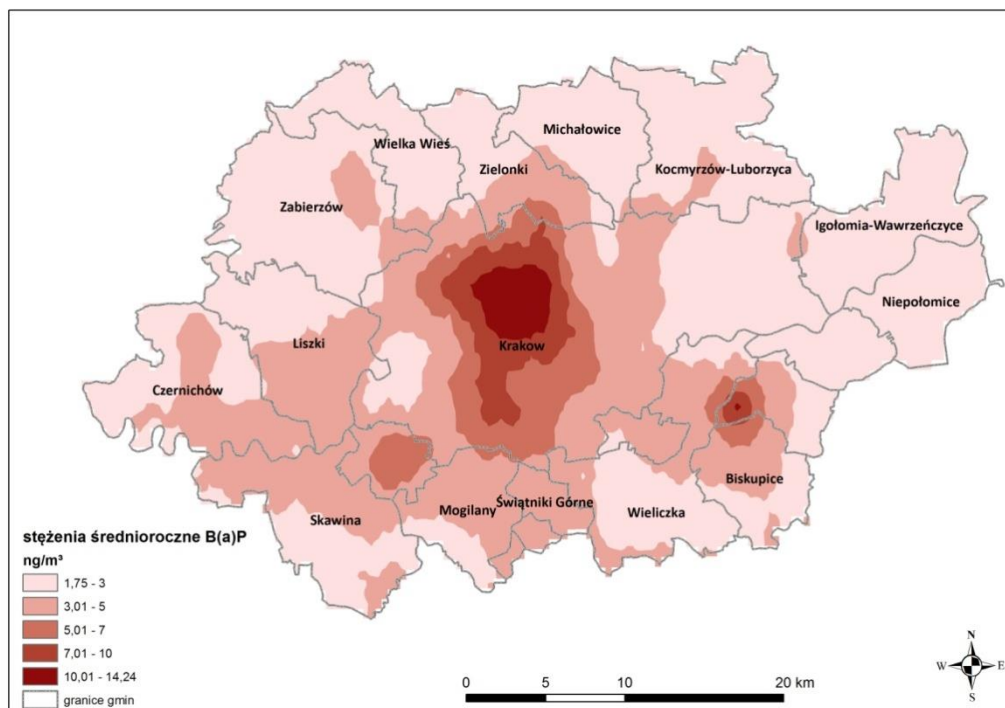 Michałowice
Wielka Wieś
Zielonki
Kocmyrzów-Luborzyca
Zabierzów
Igołomia-Wawrzeńczyce
Niepołomice
Liszki
Krakow
Czernichów
Biskupice
Świątniki Górne
Skawina
Mogilany
Wieliczka
stężenia średnioroczne B(a)P
ng/m³
1,75 - 3
3,01 - 5
5,01 - 7
7,01 - 10
10,01 - 14,24
granice gmin
0 5 10 20 km
N
W E
S